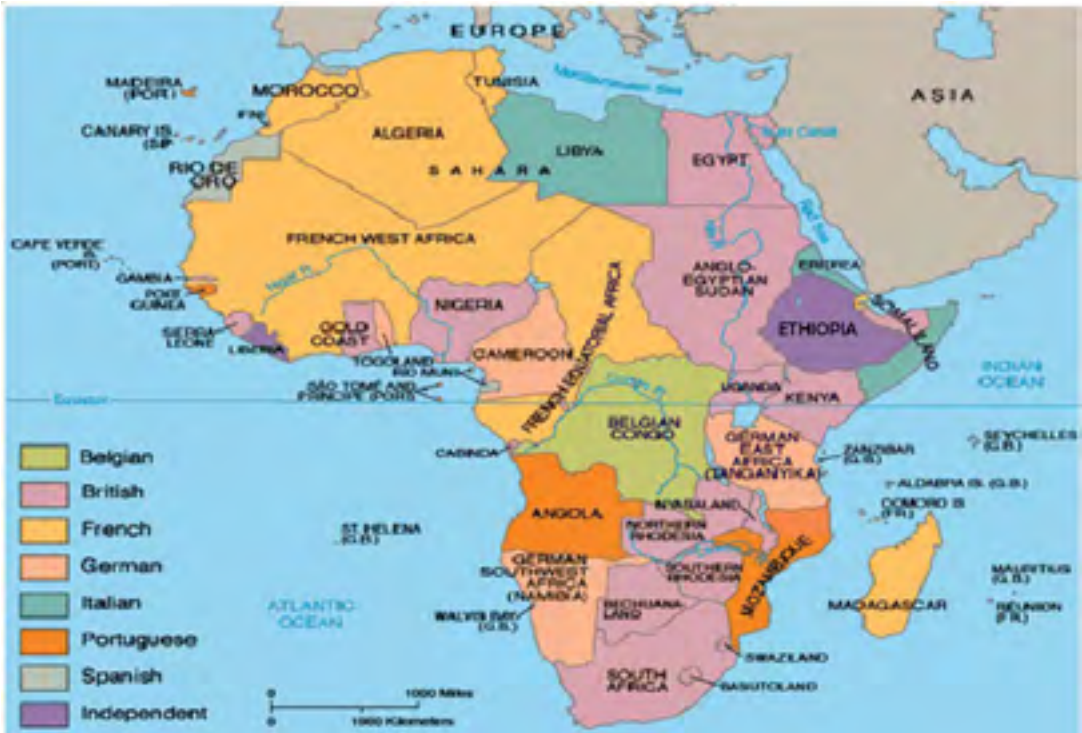 EUROPE
ASIA
MADEIRA
(PORT)
MOROCCO
TUNISIA
Mediterranean Sea
IFNI
CANARY IS.
(SP
ALGERIA
LIBYA
EGYPT
Suez Canal
RIO DE
ORO
SAHARA
Red Sea
CAPE VERDE
IS.
(PORT)
FRENCH WEST AFRICA
Nile R.
GAMBIA
PORT
GUINEA
Niger R.
NIGERIA
FRENCH EQUATORIAL AFRICA
ANGLO-
EGYPTIAN
SUDAN
ERITREA
SOMALILAND
ETHIOPIA
SIERRA
LEONE
LIBERIA
GOLD
COAST
TOGOLAND
CAMEROON
RIO MUNI
SÃO TOMÉ AND
PRINCIPE (PORT)
INDIAN
OCEAN
Equator
Congo R.
UGANDA
KENYA
CABINDA
BELGIAN
CONGO
GERMAN
EAST
AFRICA
(TANGANYIKA)
ZANZIBAR
(G.B.)
SEYCHELLES
(G.B.)
ALDABRA IS. (G.B.)
COMORO IS
(FR.)
ST. HELENA
(G.B.)
ANGOLA
NYASALAND
NORTHERN
RHODESIA
SOUTHERN
RHODESIA
MOZAMBIQUE
MADAGASCAR
MAURITIUS
(G.B.)
RÉUNION
(FR.)
ATLANTIC
OCEAN
GERMAN
SOUTHWEST
AFRICA
(NAMIBIA)
WALVIS BAY
(G.B.)
BECHUANA-
LAND
SWAZILAND
SOUTH
AFRICA
BASUTOLAND
Belgian
British
French
German
Italian
Portuguese
Spanish
Independent
0 1000 Miles
0 1000 Kilometers